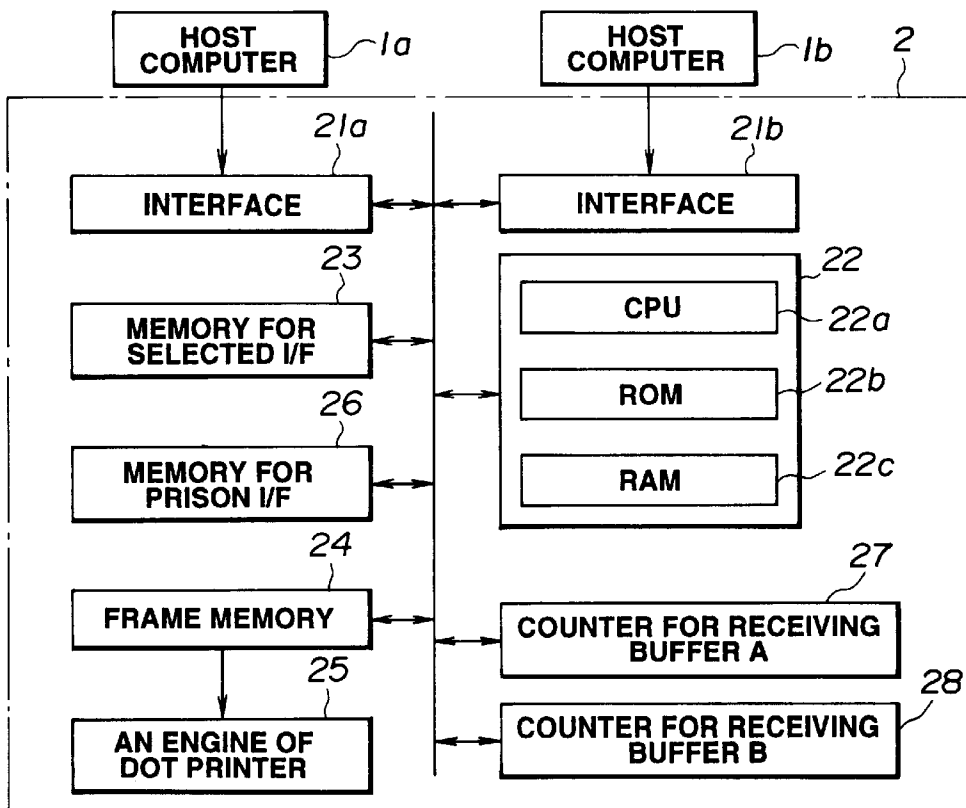 HOST
COMPUTER
1a
HOST
COMPUTER
1b
2
21a
INTERFACE
21b
INTERFACE
23
MEMORY FOR
SELECTED I/F
22
CPU
22a
ROM
22b
RAM
22c
26
MEMORY FOR
PRISON I/F
24
FRAME MEMORY
27
COUNTER FOR RECEIVING
BUFFER A
25
AN ENGINE OF
DOT PRINTER
28
COUNTER FOR RECEIVING
BUFFER B